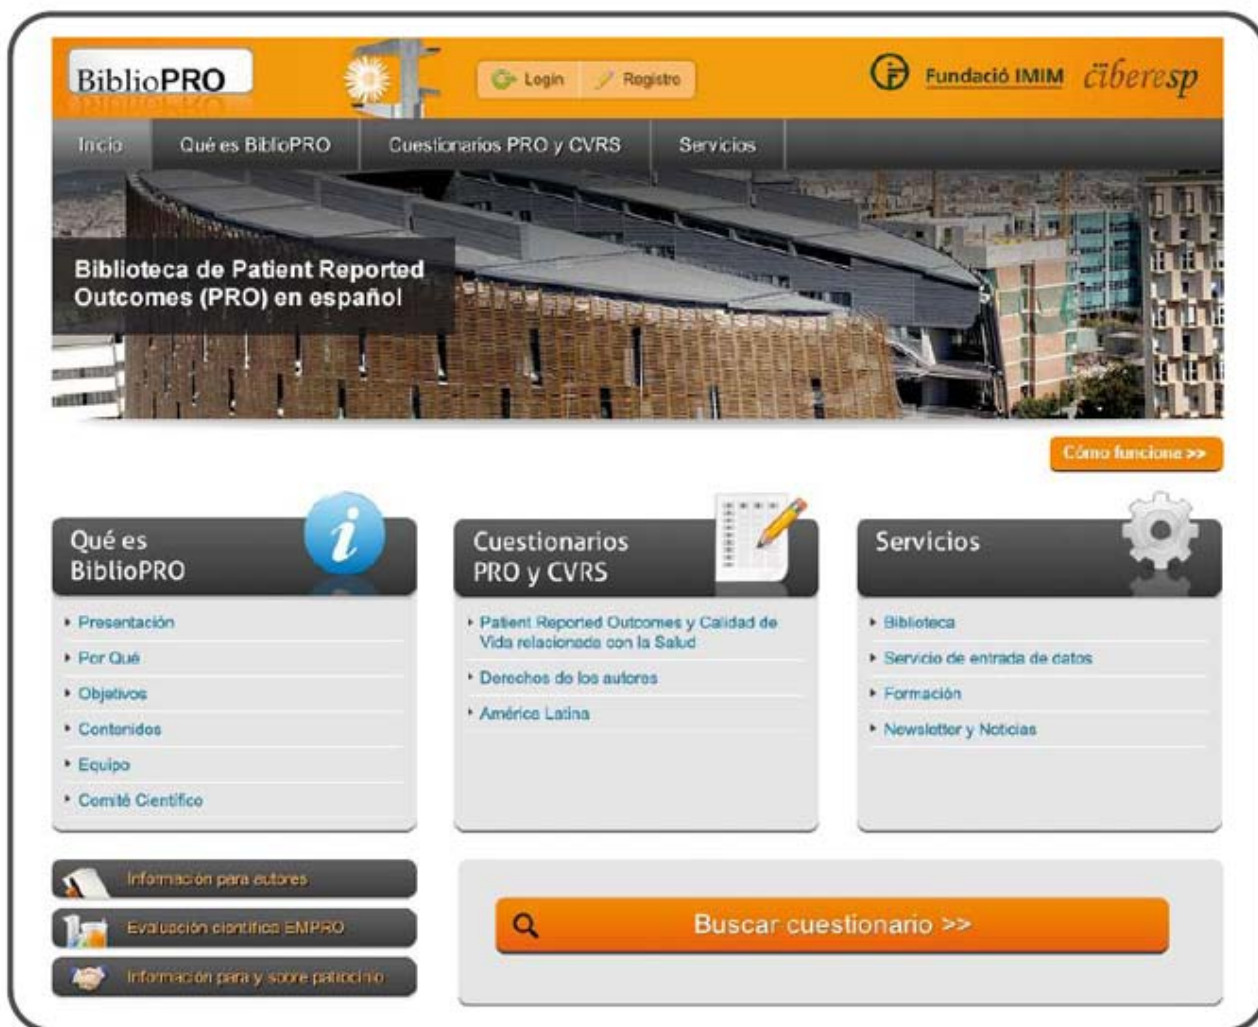 BiblioPRO
Login
Registro
Fundació IMIM
ciberesp
Inicio
Qué es BiblioPRO
Cuestionarios PRO y CVRS
Servicios
Biblioteca de Patient Reported
Outcomes (PRO) en español
Cómo funciona >>
Qué es
BiblioPRO
Presentación
Por Qué
Objetivos
Contenidos
Equipo
Comité Científico
Cuestionarios
PRO y CVRS
Patient Reported Outcomes y Calidad de
Vida relacionada con la Salud
Derechos de los autores
América Latina
Servicios
Biblioteca
Servicio de entrada de datos
Formación
Newsletter y Noticias
Información para autores
Evaluación científica EMPRO
Información para y sobre patrocinio
Buscar cuestionario >>